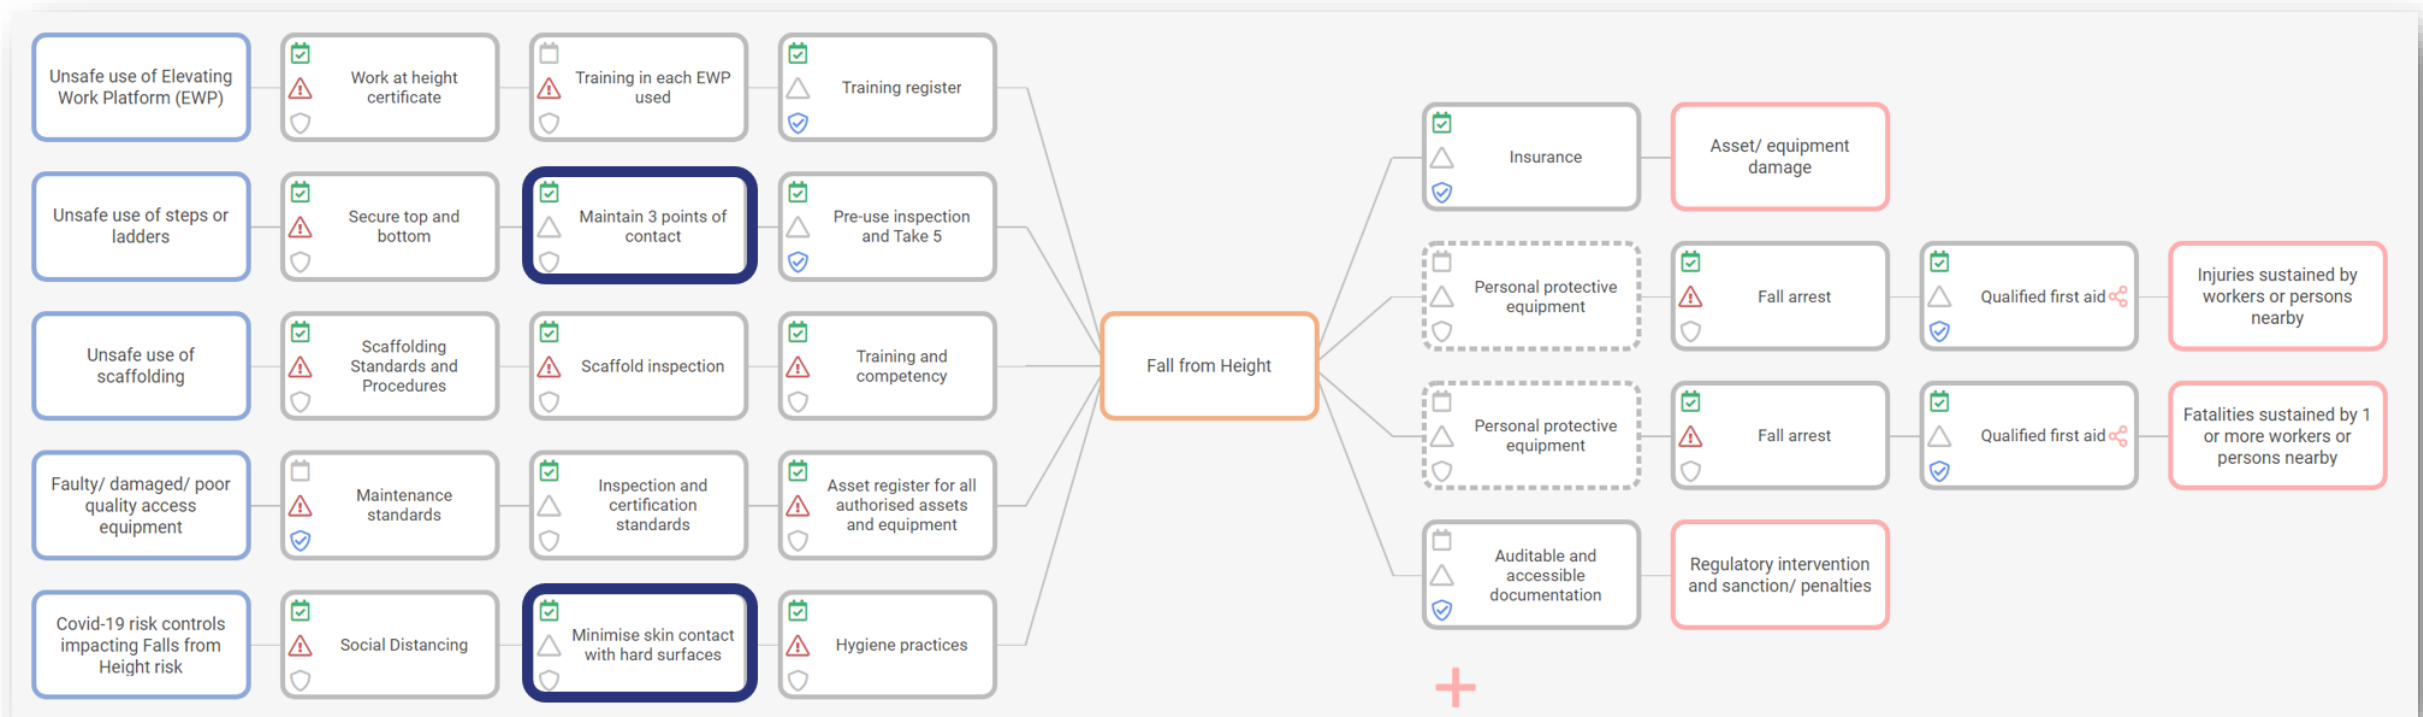 Unsafe use of Elevating
Work Platform (EWP)
Work at height
certificate
Training in each EWP
used
Training register
Unsafe use of steps or
ladders
Secure top and
bottom
Maintain 3 points of
contact
Pre-use inspection
and Take 5
Unsafe use of
scaffolding
Scaffolding
Standards and
Procedures
Scaffold inspection
Training and
competency
Faulty/ damaged/ poor
quality access
equipment
Maintenance
standards
Inspection and
certification
standards
Asset register for all
authorised assets
and equipment
Covid-19 risk controls
impacting Falls from
Height risk
Social Distancing
Minimise skin contact
with hard surfaces
Hygiene practices
Fall from Height
Insurance
Asset/ equipment
damage
Personal protective
equipment
Fall arrest
Qualified first aid
Injuries sustained by
workers or persons
nearby
Personal protective
equipment
Fall arrest
Qualified first aid
Fatalities sustained by 1
or more workers or
persons nearby
Auditable and
accessible
documentation
Regulatory intervention
and sanction/ penalties